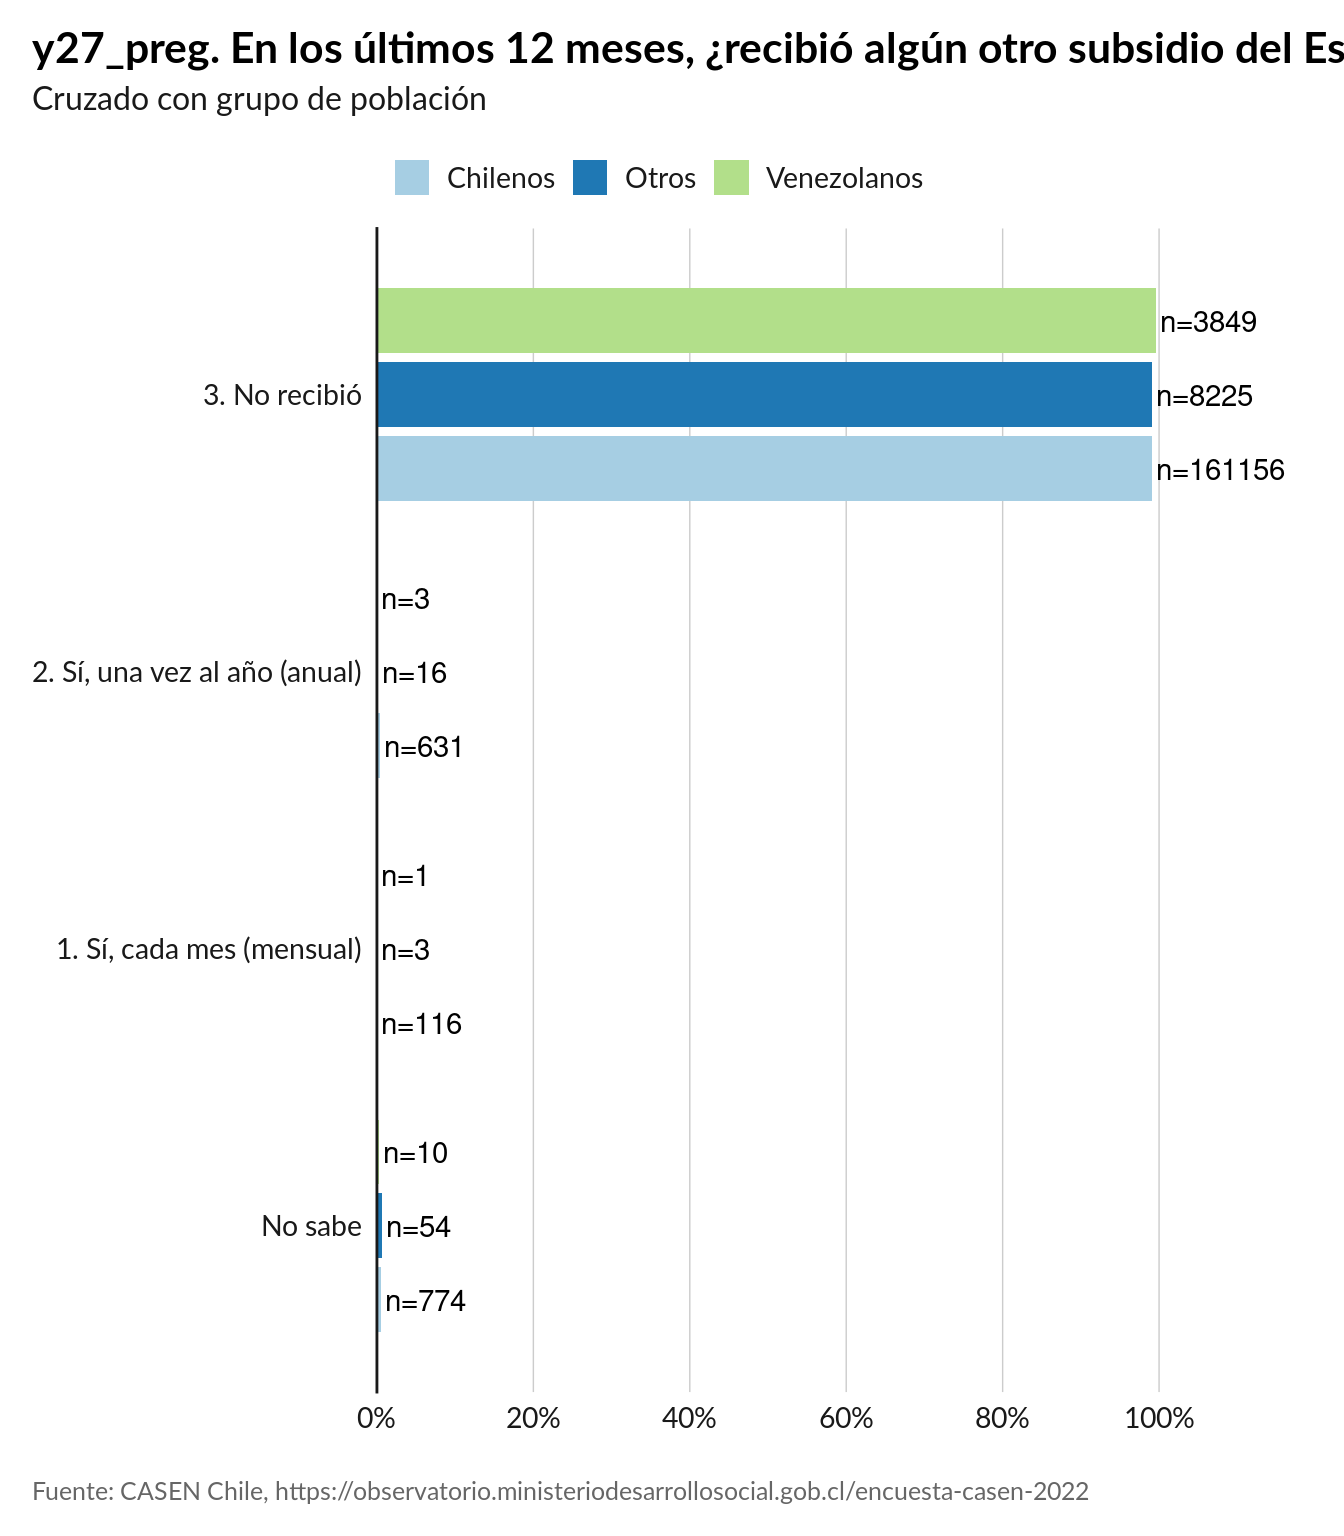 y27_preg. En los últimos 12 meses, ¿recibió algún otro subsidio del Es
Cruzado con grupo de población
Chilenos Otros Venezolanos
n=3849
3. No recibió n=8225
n=161156
n=3
2. Sí, una vez al año (anual) n=16
n=631
n=1
1. Sí, cada mes (mensual) n=3
n=116
n=10
No sabe n=54
n=774
0% 20% 40% 60% 80% 100%
Fuente: CASEN Chile, https://observatorio.ministeriodesarrollosocial.gob.cl/encuesta-casen-2022